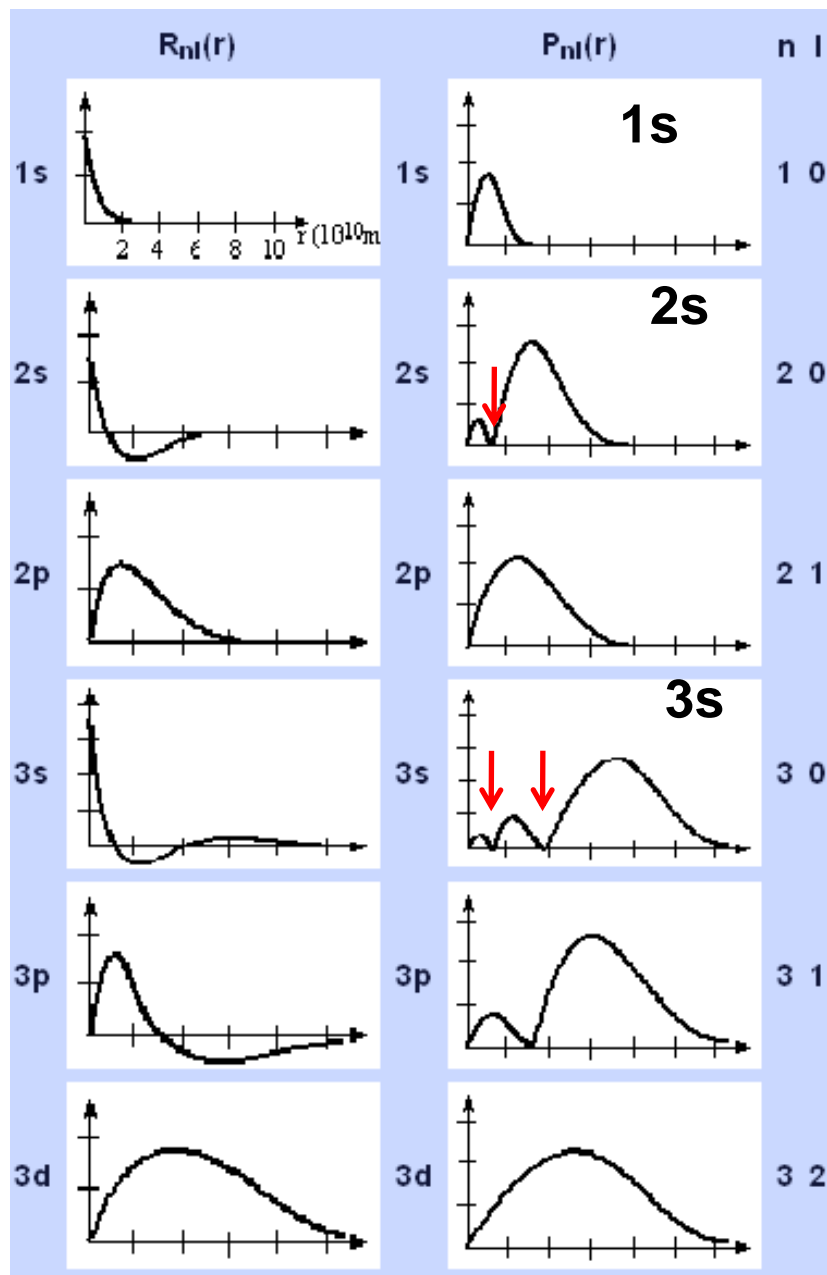 Rnl(r) Pnl(r) n l
1s 1s 1s 1 0
2 4 6 8 10 r (10^10m
2s 2s 2s 2 0
2p 2p 2 1
3s 3s 3s 3 0
3p 3p 3 1
3d 3d 3 2